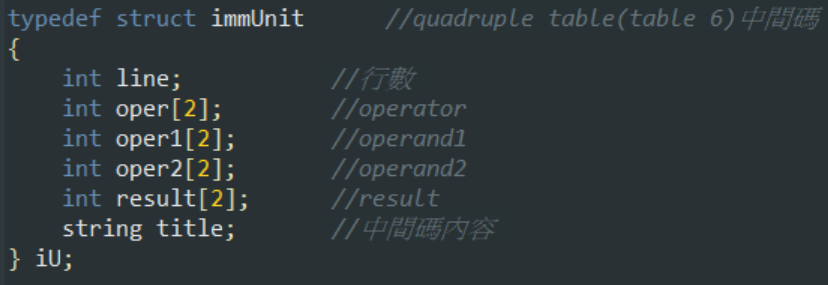 typedef struct immUnit //quadruple table(table 6)中間碼
{
int line; //行數
int oper[2]; //operator
int oper1[2]; //operand1
int oper2[2]; //operand2
int result[2]; //result
string title; //中間碼內容
} iU;